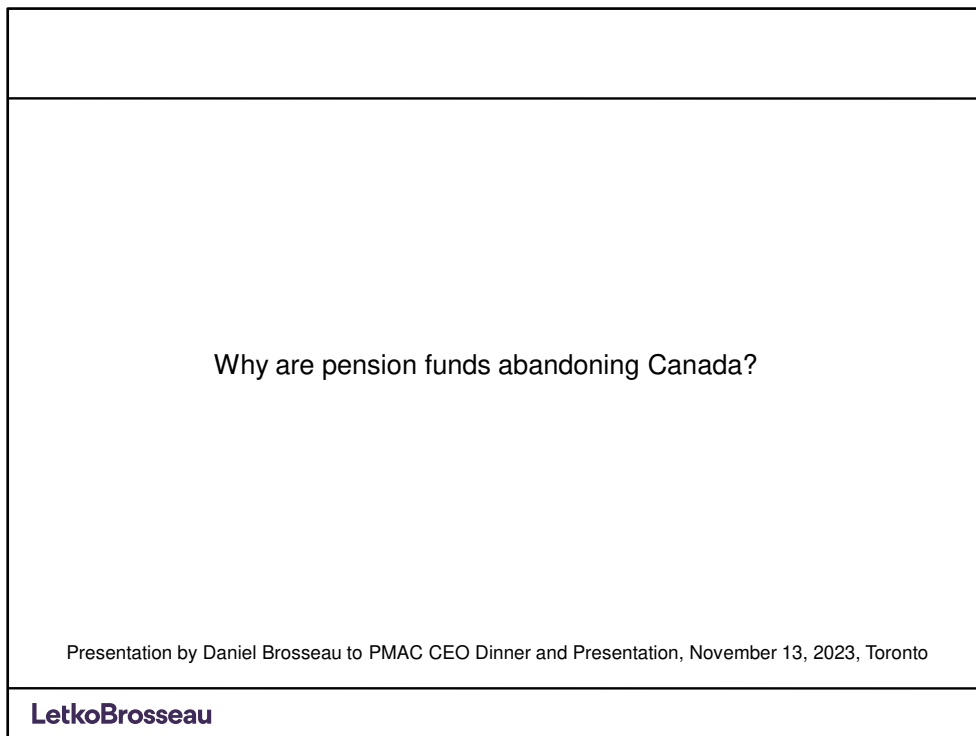 Why are pension funds abandoning Canada?
Presentation by Daniel Brosseau to PMAC CEO Dinner and Presentation, November 13, 2023, Toronto
LetkoBrosseau